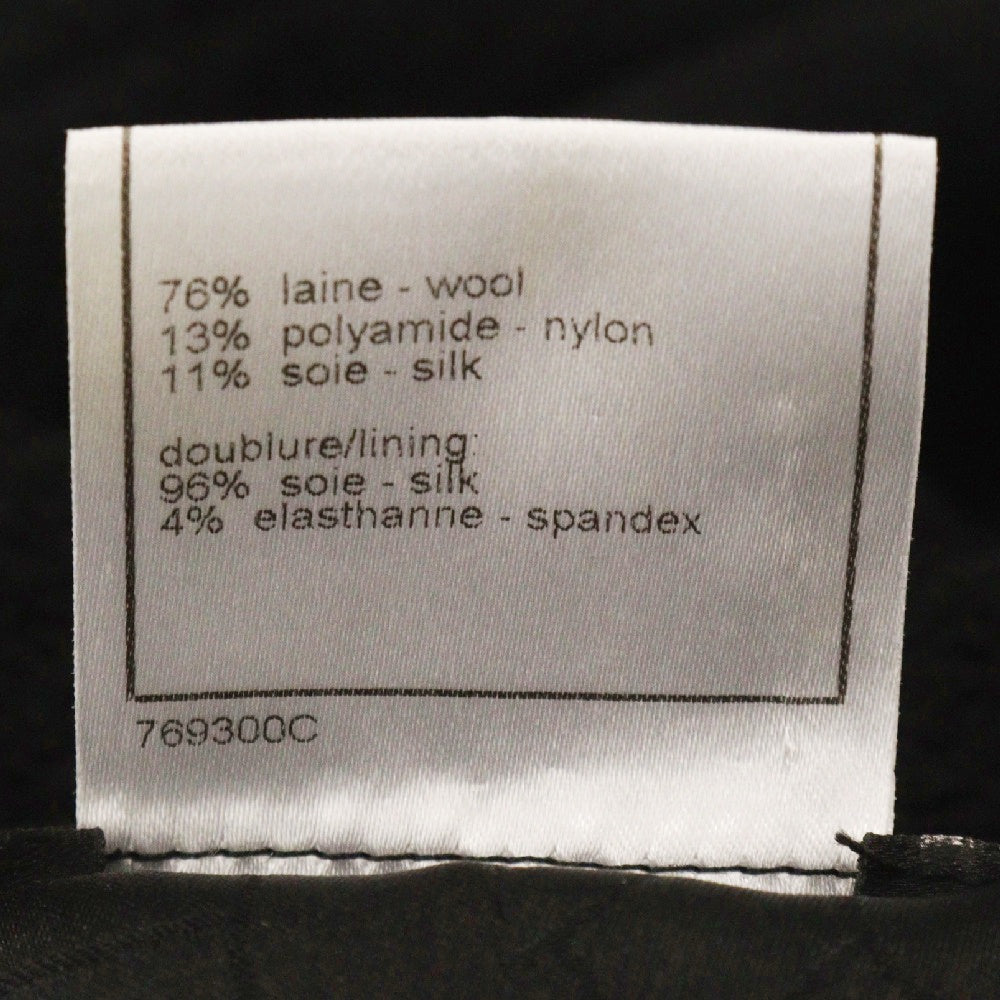 76% laine - wool
13% polyamide - nylon
11% soie - silk
doublure/lining:
96% soie - silk
4% elasthanne - spandex
769300C